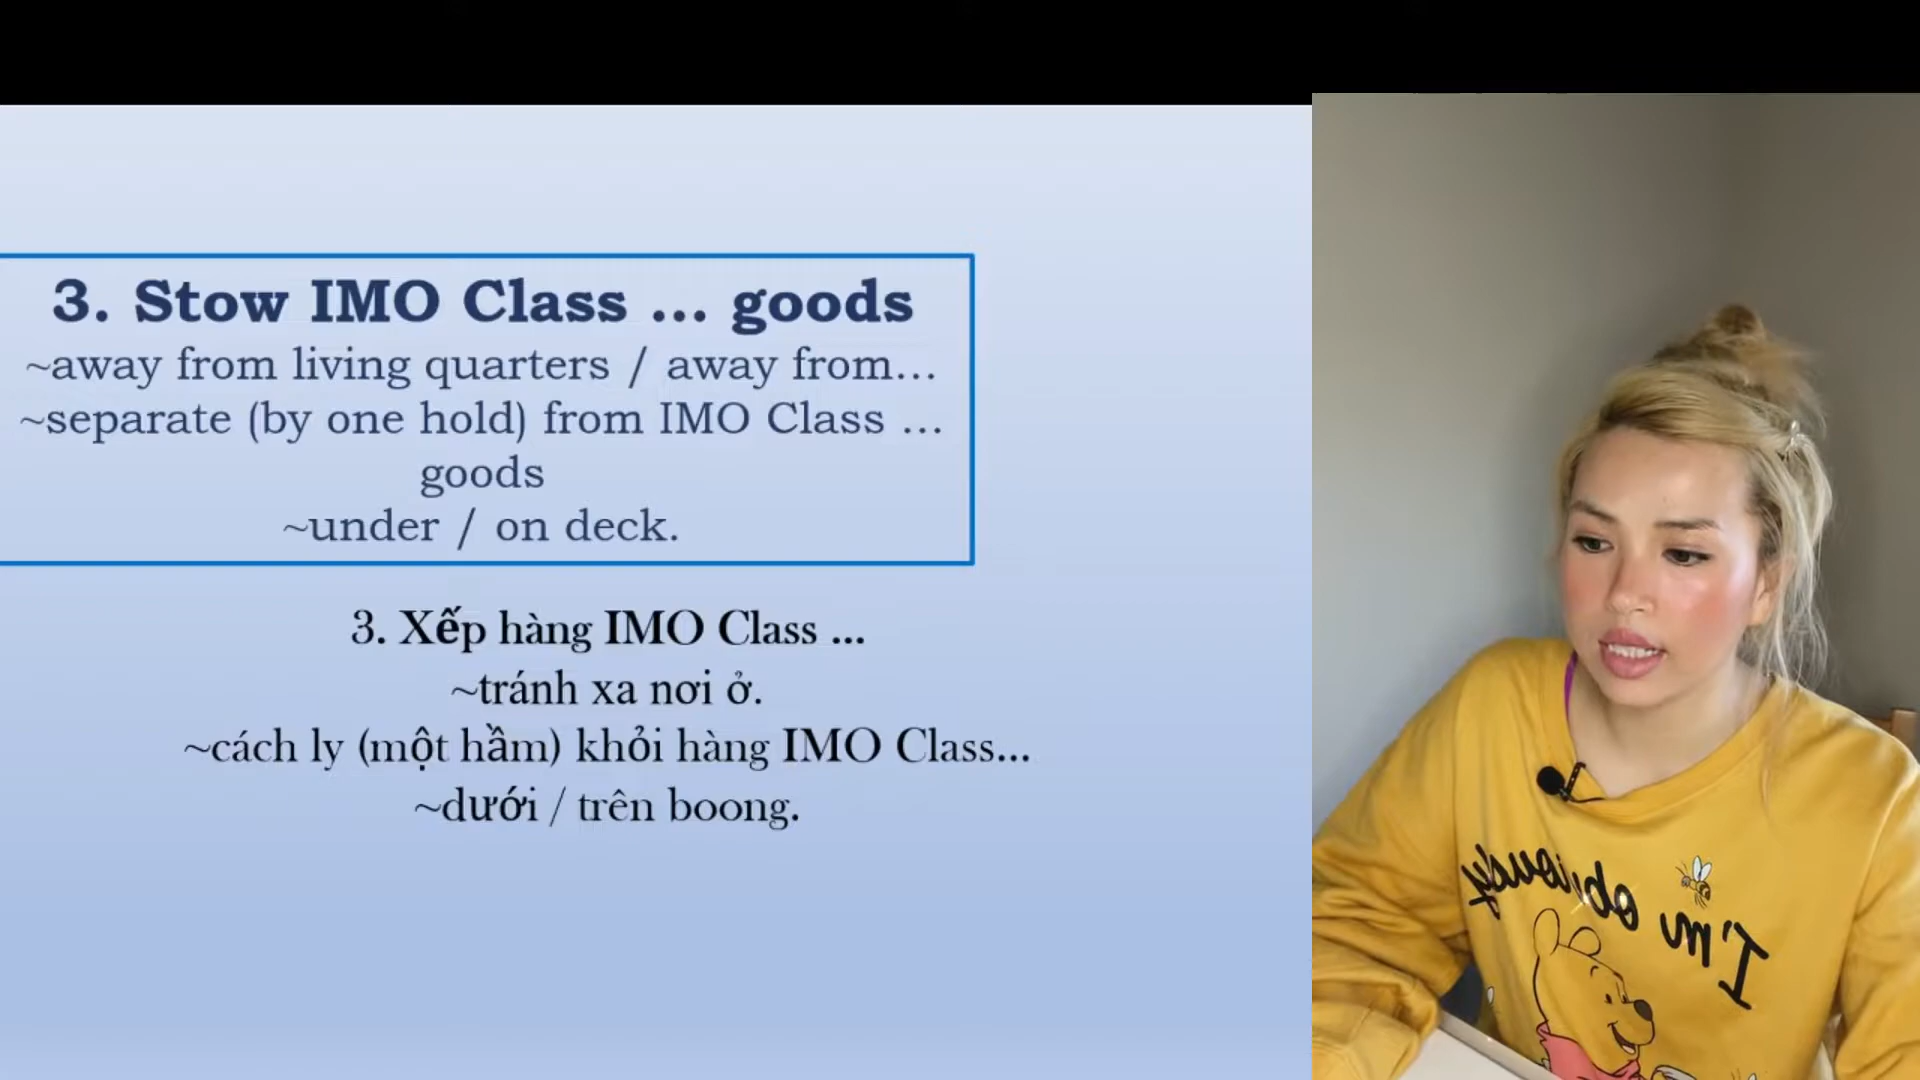 3. Stow IMO Class ... goods
~away from living quarters / away from...
~separate (by one hold) from IMO Class ...
goods
~under / on deck.
3. Xếp hàng IMO Class ...
~tránh xa nơi ở.
~cách ly (một hầm) khỏi hàng IMO Class...
~dưới / trên boong.
I'm obviously